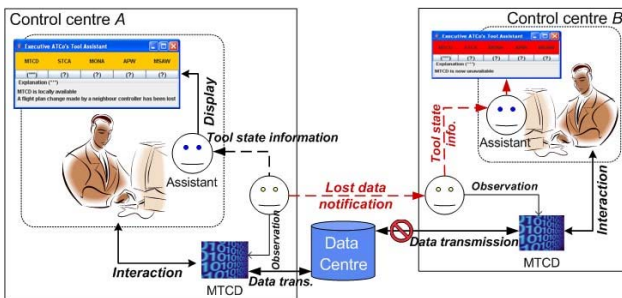 Control centre A
Executive ATCo's Tool Assistant
MTCD STCA MONA APW MSAW
(***) (?) (?) (?) (?)
Explanation (***)
MTCD is locally available
A flight plan change made by a neighbour controller has been lost
Display
Tool state information
Assistant
Observation
Interaction
MTCD
Data trans.
Data
Centre
Lost data
notification
Data transmission
Control centre B
Executive ATCo's Tool Assistant
(***) (?) (?) (?) (?)
Explanation (***)
MTCD is now unavailable
Tool state
info.
Assistant
Observation
Interaction
MTCD